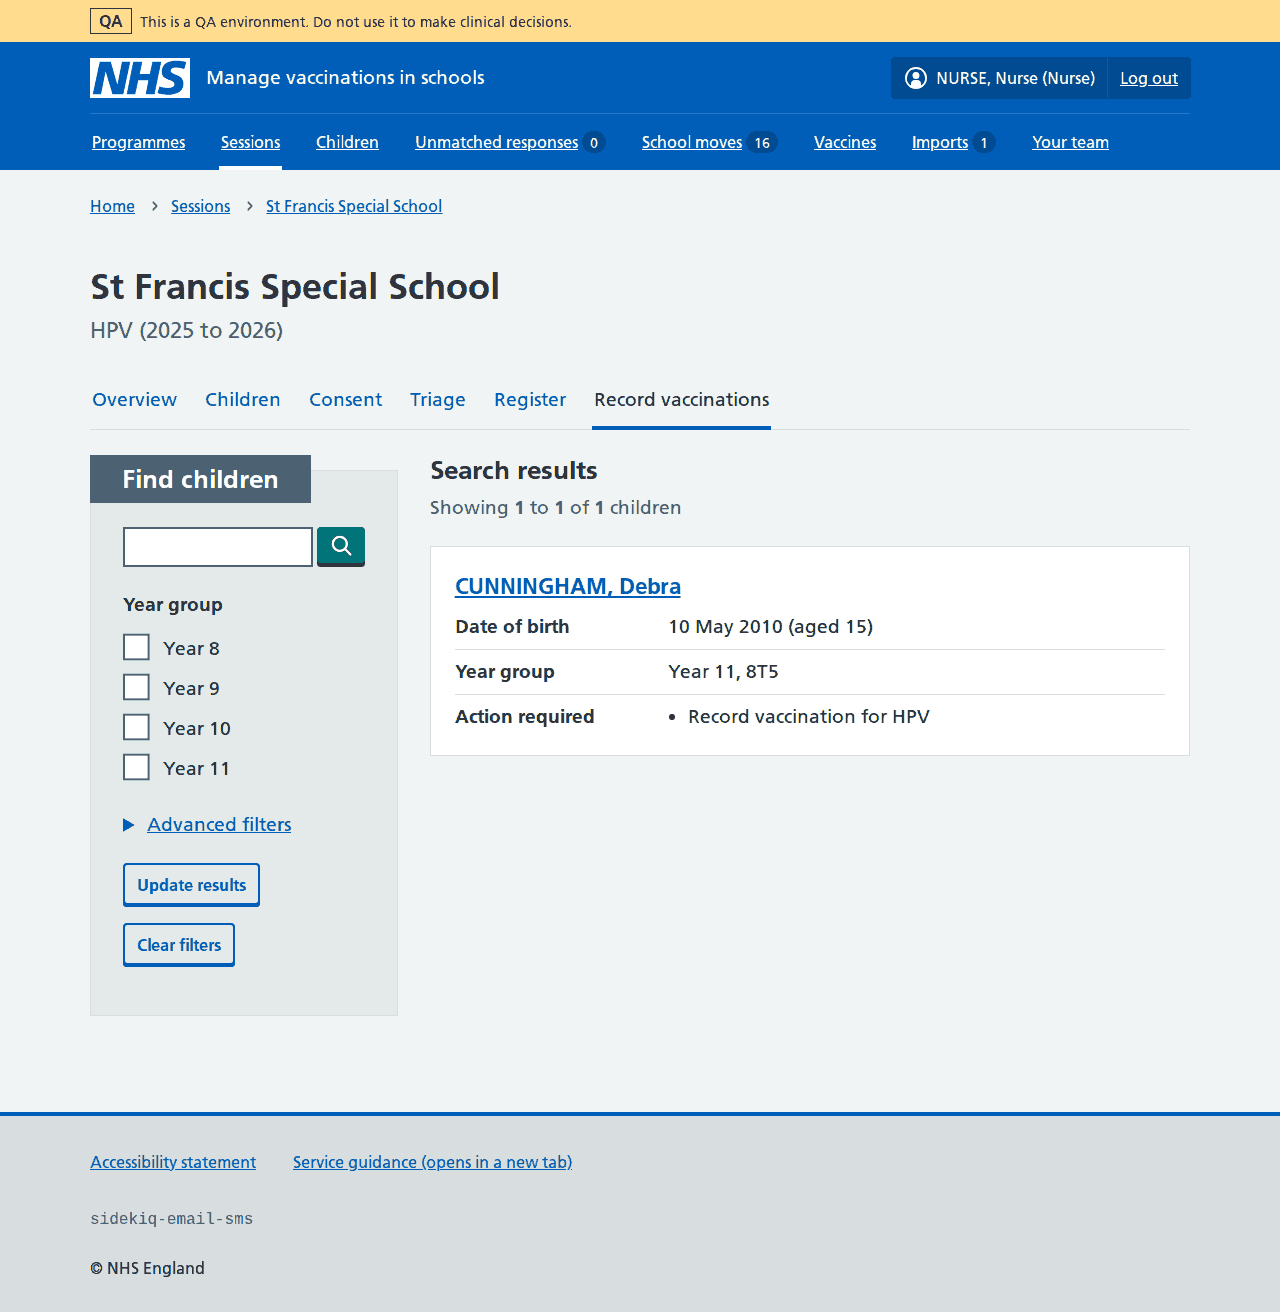 QA This is a QA environment. Do not use it to make clinical decisions.
NHS Manage vaccinations in schools NURSE, Nurse (Nurse) Log out
Programmes Sessions Children Unmatched responses 0 School moves 16 Vaccines Imports 1 Your team
Home Sessions St Francis Special School
St Francis Special School
HPV (2025 to 2026)
Overview Children Consent Triage Register Record vaccinations
Find children
Year group
Year 8
Year 9
Year 10
Year 11
Advanced filters
Update results
Clear filters
Search results
Showing 1 to 1 of 1 children
CUNNINGHAM, Debra
Date of birth 10 May 2010 (aged 15)
Year group Year 11, 8T5
Action required • Record vaccination for HPV
Accessibility statement Service guidance (opens in a new tab)
sidekiq-email-sms
© NHS England